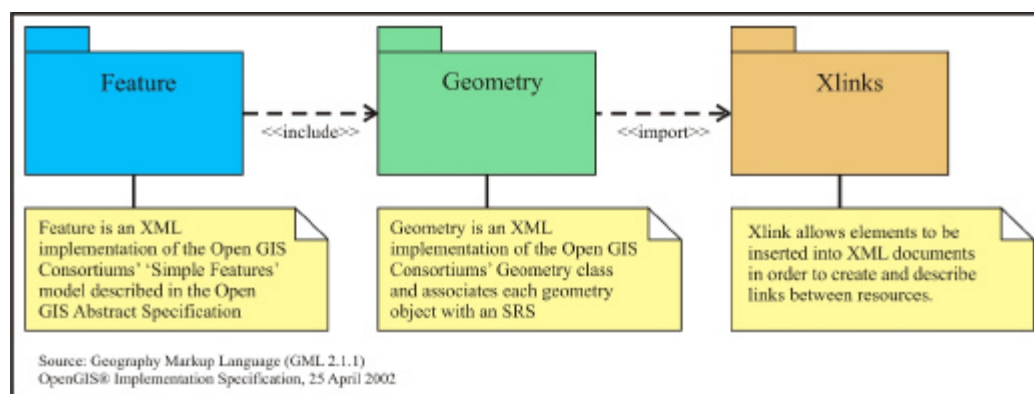 Feature
Geometry
Xlinks
<<include>>
<<import>>
Feature is an XML
implementation of the Open GIS
Consortiums' 'Simple Features'
model described in the Open
GIS Abstract Specification
Geometry is an XML
implementation of the Open GIS
Consortiums' Geometry class
and associates each geometry
object with an SRS
Xlink allows elements to be
inserted into XML documents
in order to create and describe
links between resources.
Source: Geography Markup Language (GML 2.1.1)
OpenGIS® Implementation Specification, 25 April 2002